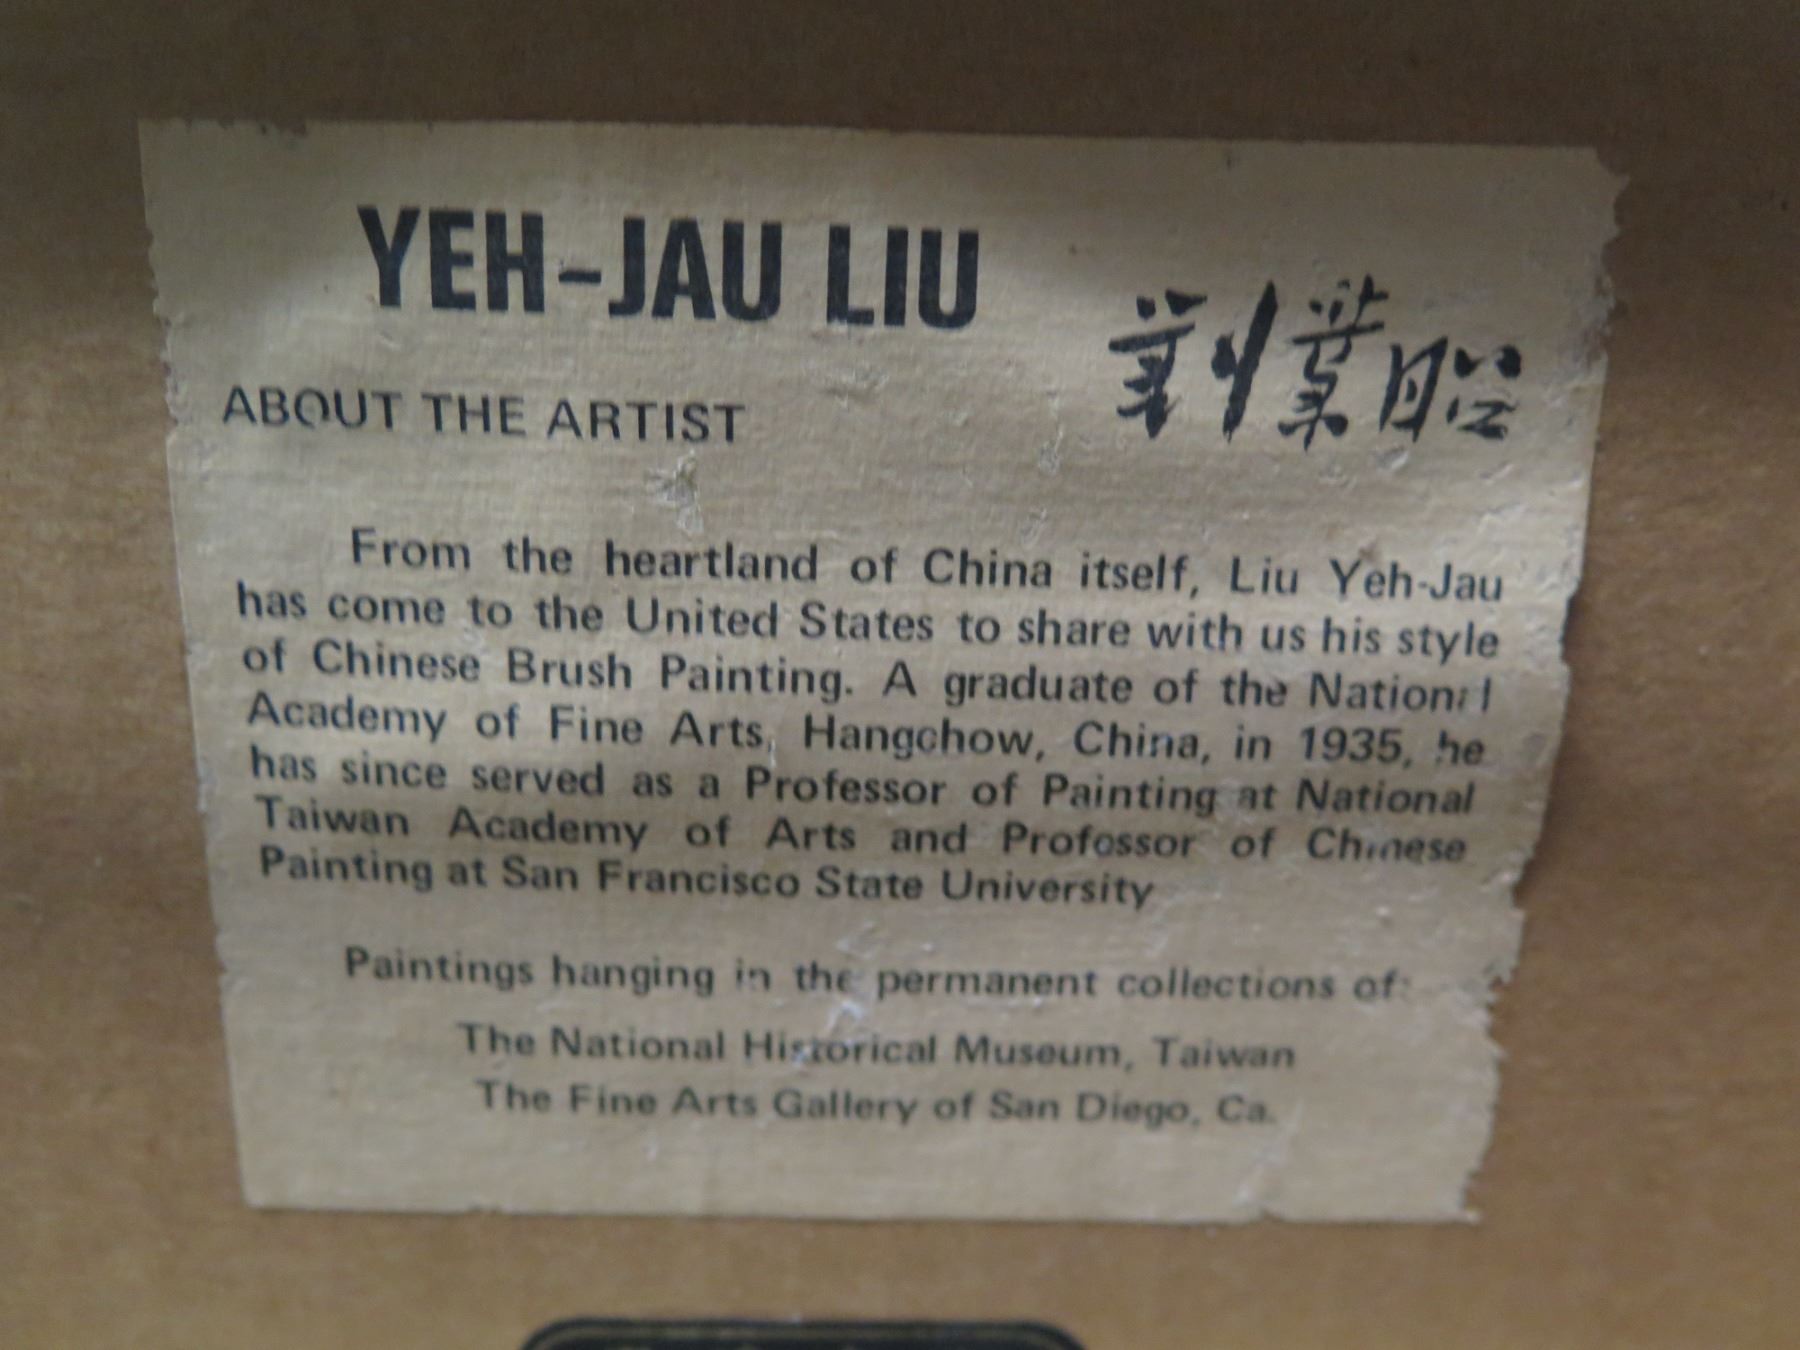 YEH-JAU LIU
劉業昭
ABOUT THE ARTIST
From the heartland of China itself, Liu Yeh-Jau
has come to the United States to share with us his style
of Chinese Brush Painting. A graduate of the National
Academy of Fine Arts, Hangchow, China, in 1935, he
has since served as a Professor of Painting at National
Taiwan Academy of Arts and Professor of Chinese
Painting at San Francisco State University
Paintings hanging in the permanent collections of:
The National Historical Museum, Taiwan
The Fine Arts Gallery of San Diego, Ca.